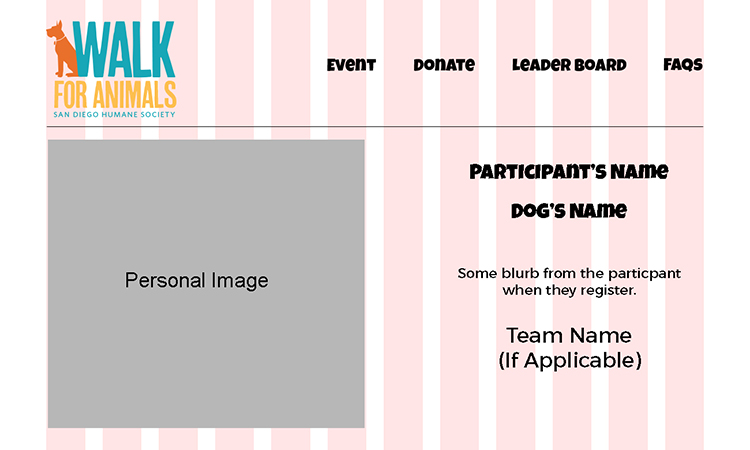 WALK
FOR ANIMALS
SAN DIEGO HUMANE SOCIETY
Event Donate Leader Board FAQs
Participant's Name
Dog's Name
Personal Image
Some blurb from the particpant
when they register.
Team Name
(If Applicable)